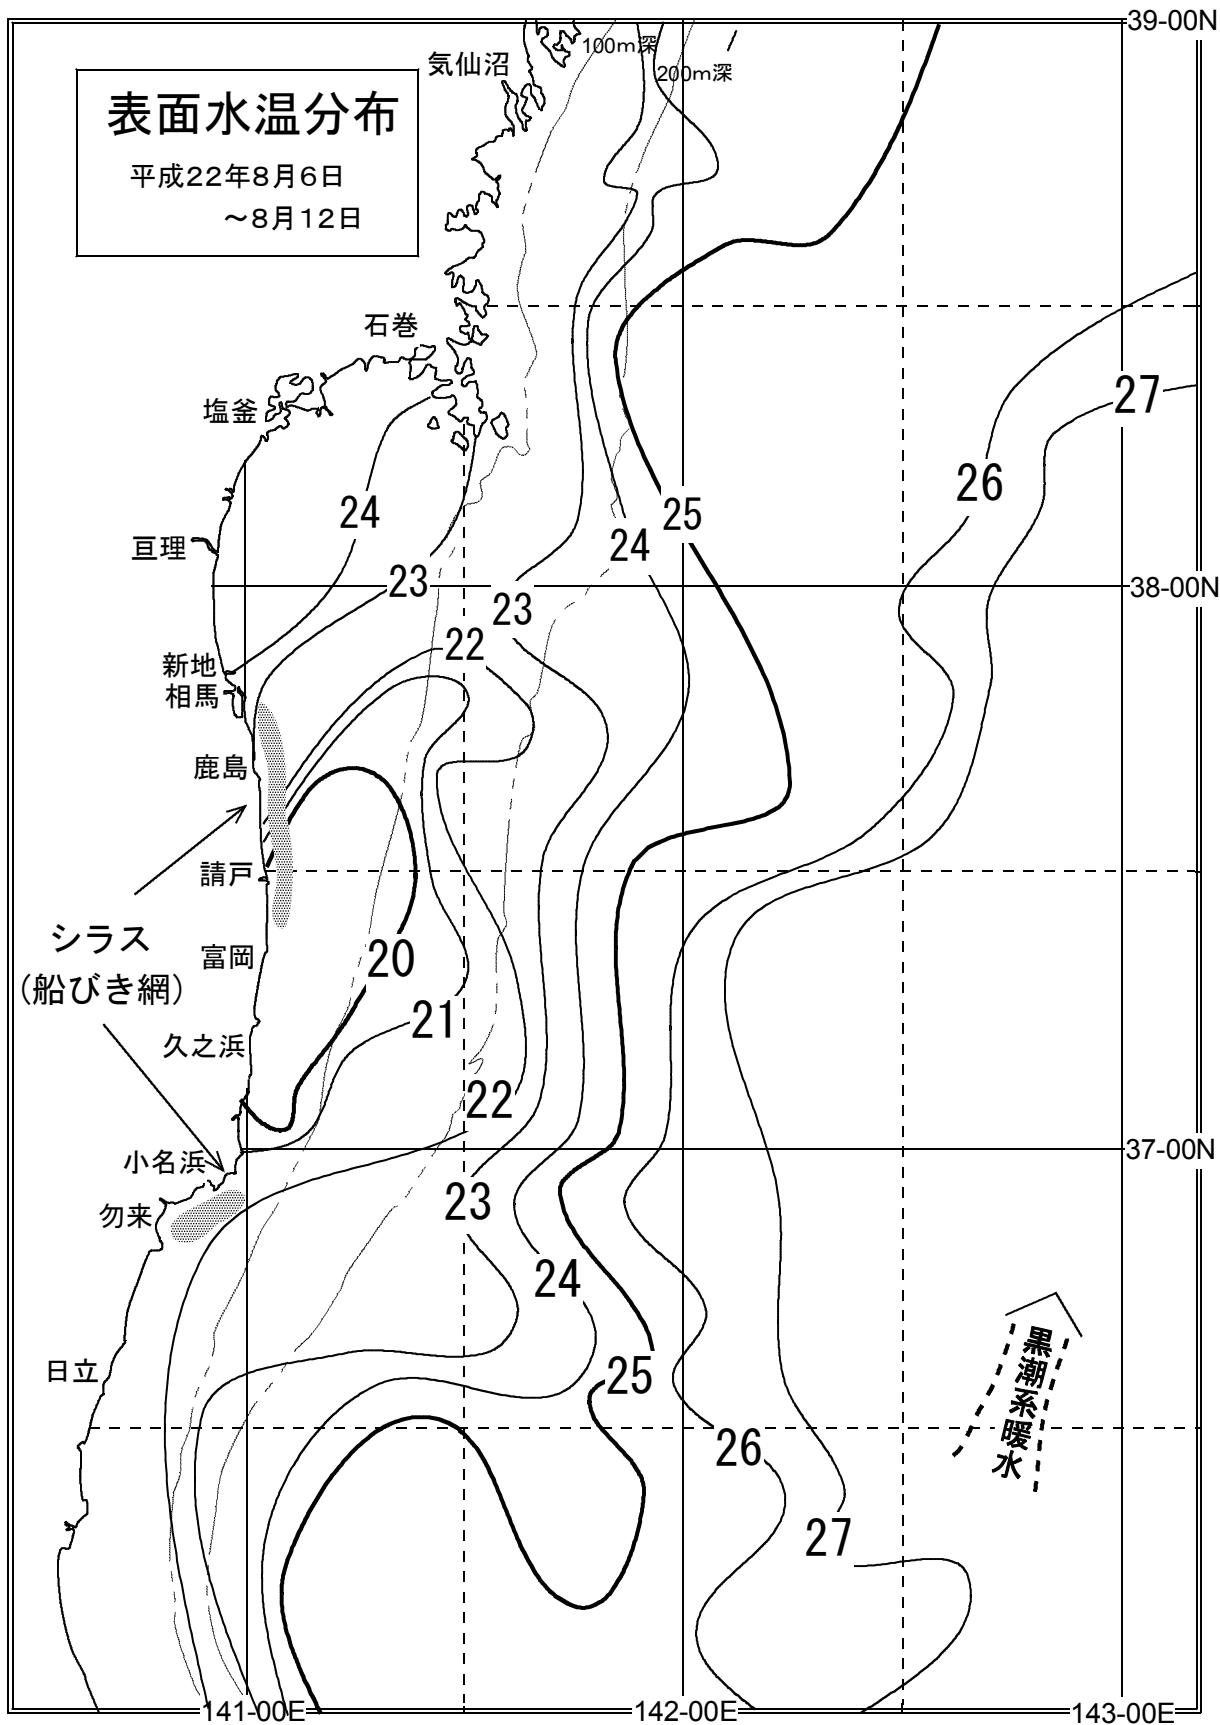 39-00N
100m深
気仙沼
200m深
表面水温分布
平成22年8月6日
～8月12日
石巻
27
塩釜
26
24
25
亘理
24
23
38-00N
23
22
新地
相馬
鹿島
請戸
シラス
(船びき網)
富岡
20
21
久之浜
22
37-00N
小名浜
勿来
23
24
黒潮系暖水
日立
25
26
27
141-00E
142-00E
143-00E